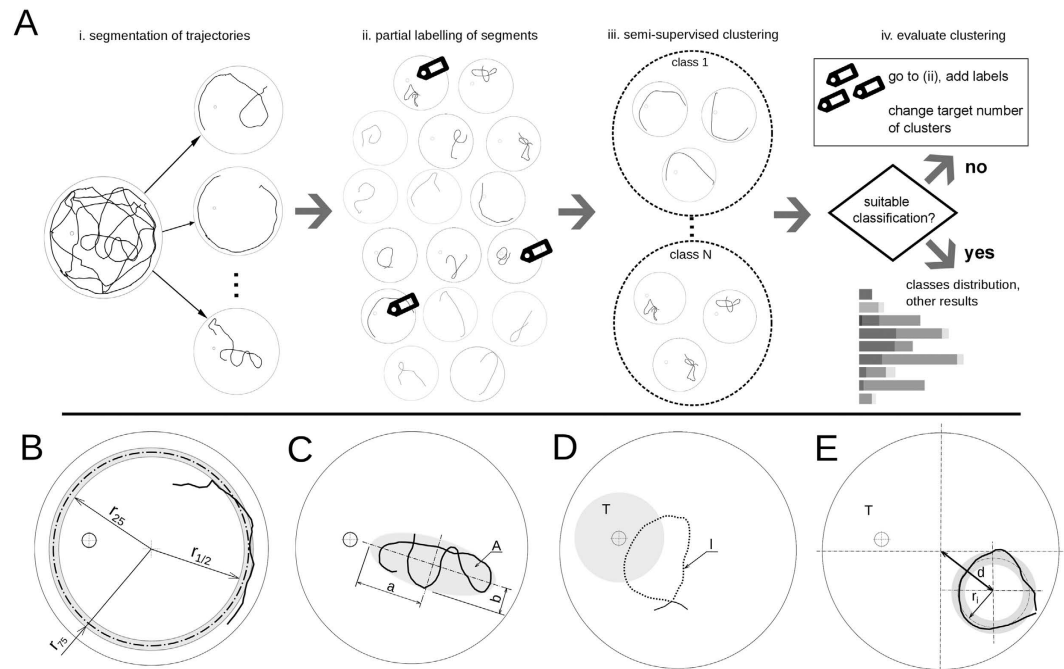 A
i. segmentation of trajectories
ii. partial labelling of segments
iii. semi-supervised clustering
iv. evaluate clustering
class 1
class N
go to (ii), add labels
change target number
of clusters
no
suitable
classification?
yes
classes distribution,
other results
B
r25
r1/2
r75
C
A
a
b
D
T
I
E
T
d
ri